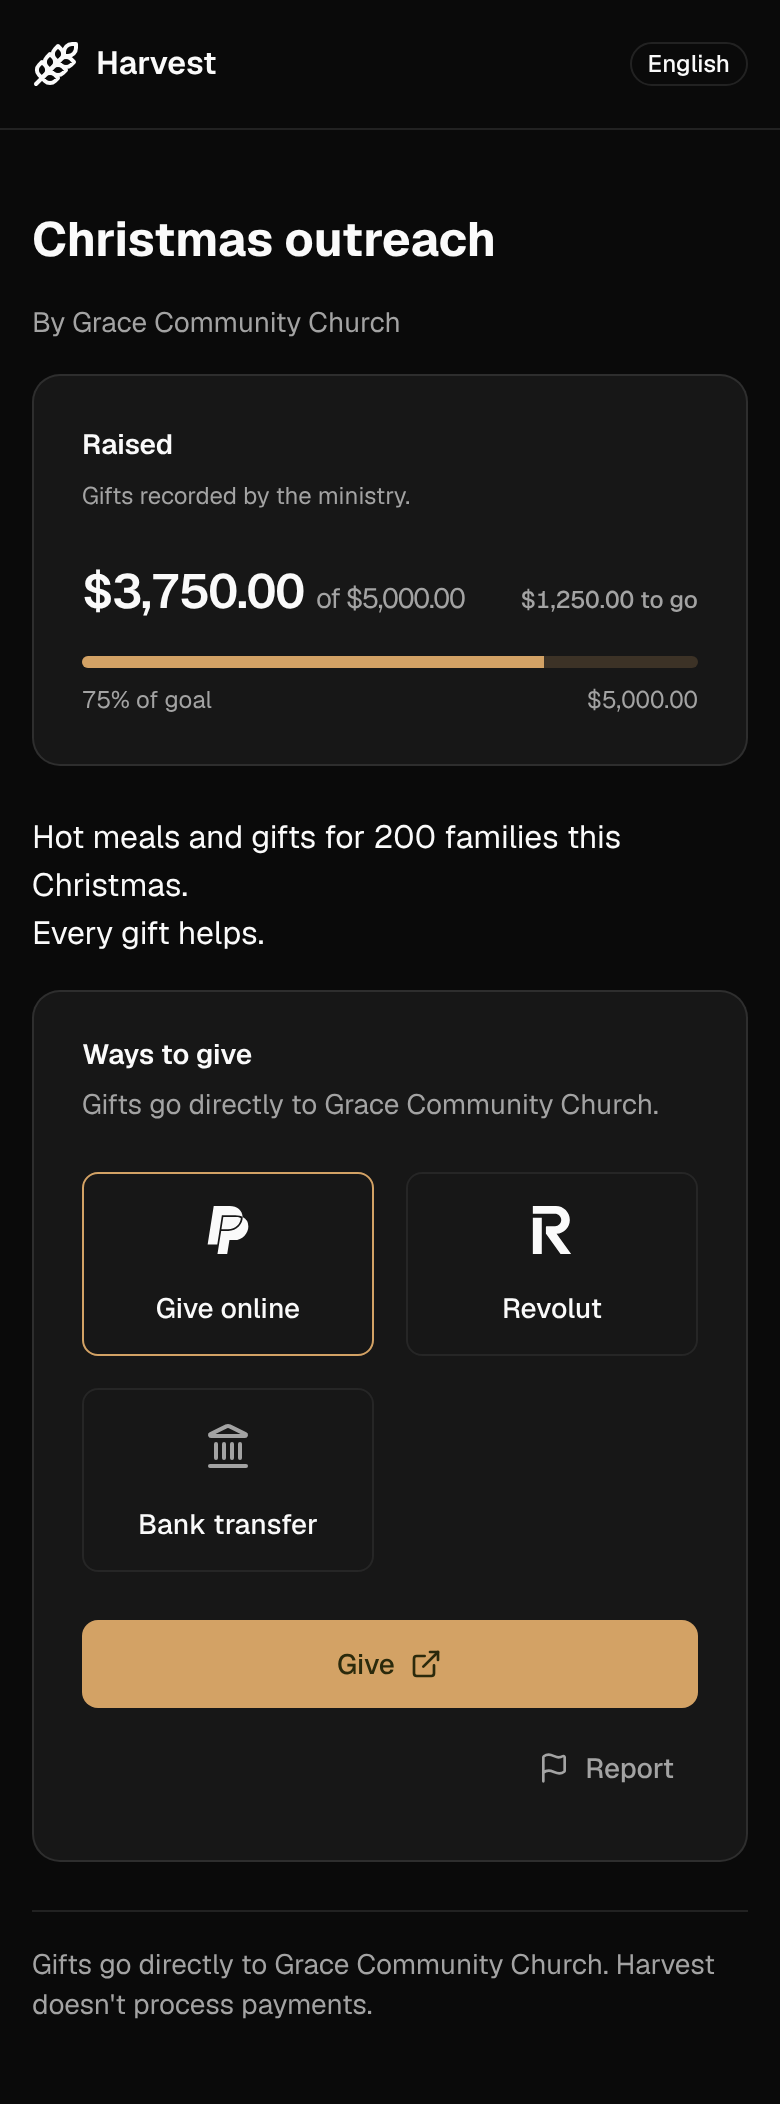 Harvest
English
Christmas outreach
By Grace Community Church
Raised
Gifts recorded by the ministry.
$3,750.00 of $5,000.00 $1,250.00 to go
75% of goal $5,000.00
Hot meals and gifts for 200 families this
Christmas.
Every gift helps.
Ways to give
Gifts go directly to Grace Community Church.
Give online
Revolut
Bank transfer
Give
Report
Gifts go directly to Grace Community Church. Harvest
doesn't process payments.